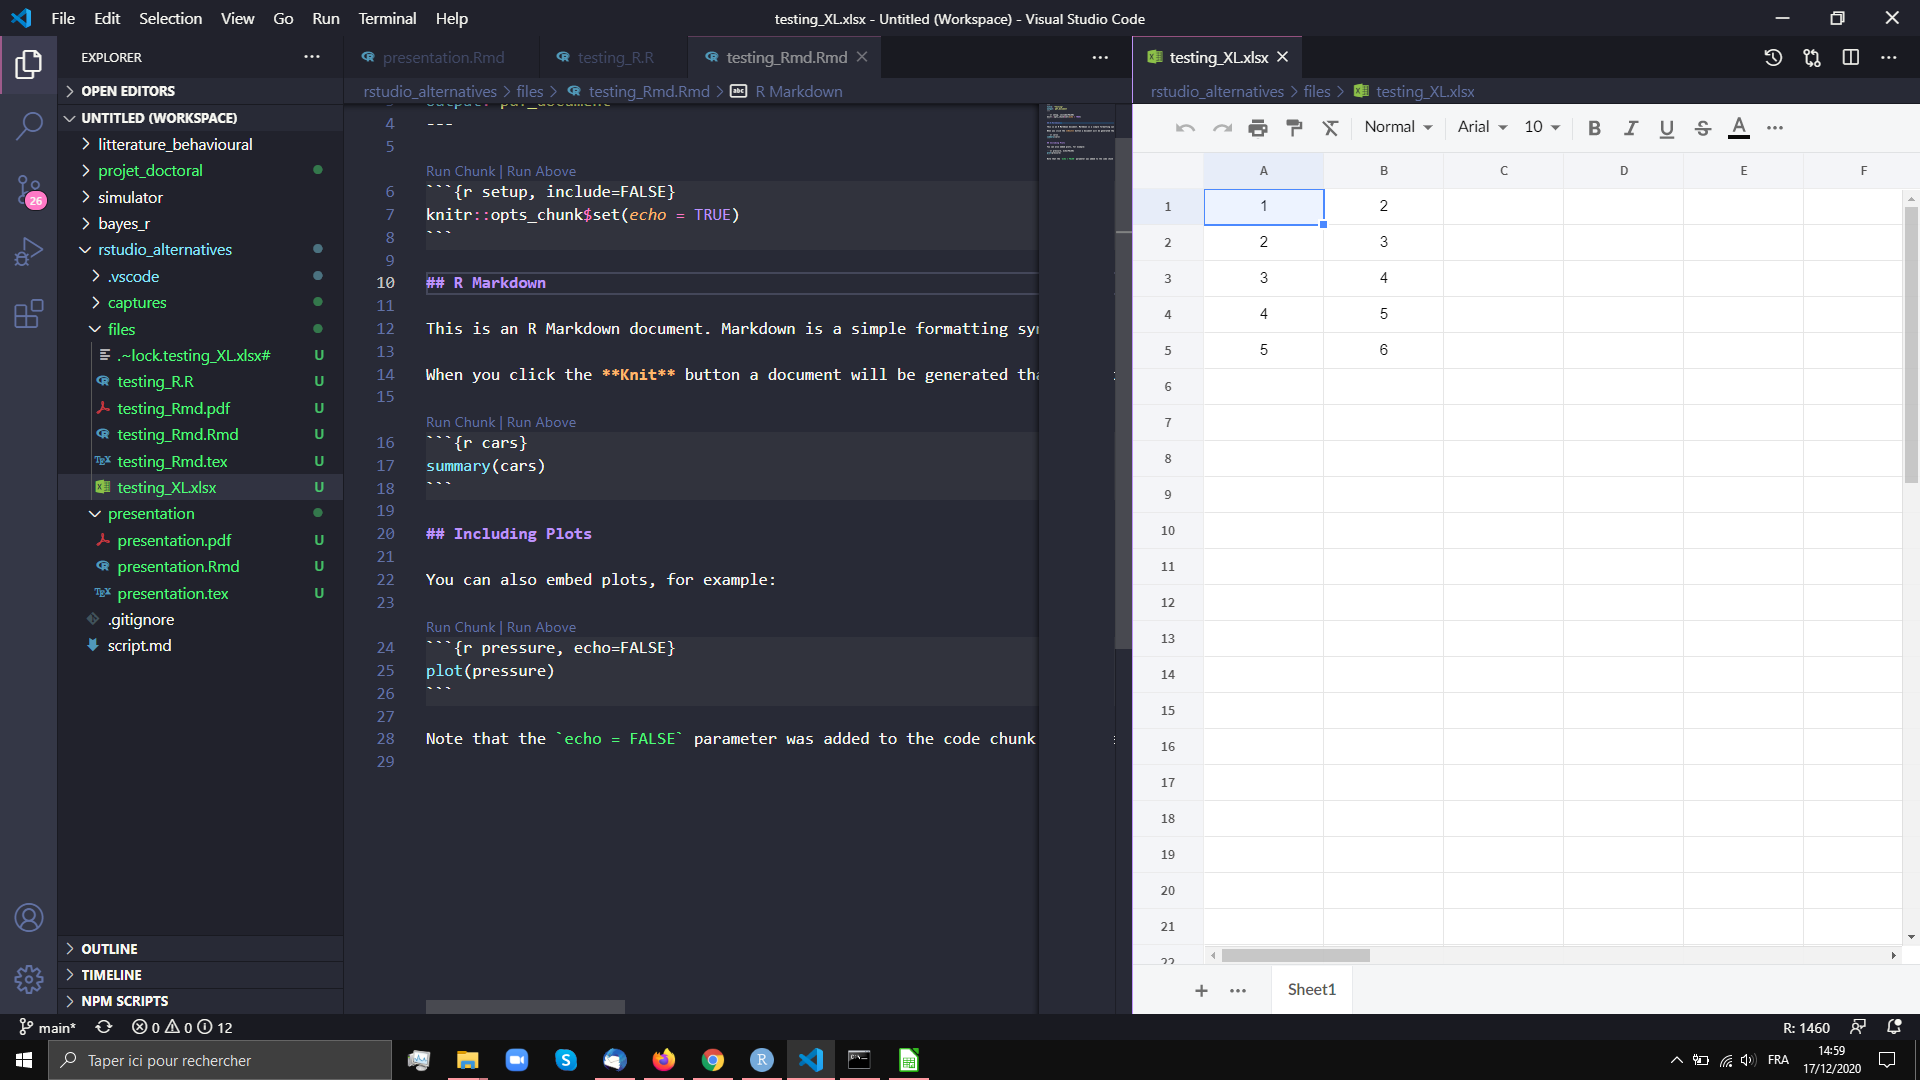 File Edit Selection View Go Run Terminal Help
testing_XL.xlsx - Untitled (Workspace) - Visual Studio Code
EXPLORER
OPEN EDITORS
UNTITLED (WORKSPACE)
litterature_behavioural
projet_doctoral
simulator
bayes_r
rstudio_alternatives
.vscode
captures
files
.~lock.testing_XL.xlsx# U
testing_R.R U
testing_Rmd.pdf U
testing_Rmd.Rmd U
testing_Rmd.tex U
testing_XL.xlsx U
presentation
presentation.pdf U
presentation.Rmd U
presentation.tex U
.gitignore
script.md
OUTLINE
TIMELINE
NPM SCRIPTS
26
presentation.Rmd testing_R.R testing_Rmd.Rmd
rstudio_alternatives > files > testing_Rmd.Rmd > R Markdown
4 ---
5
Run Chunk | Run Above
6 ```{r setup, include=FALSE}
7 knitr::opts_chunk$set(echo = TRUE)
8 ```
9
10 ## R Markdown
11
12 This is an R Markdown document. Markdown is a simple formatting
13
14 When you click the **Knit** button a document will be generated
15
Run Chunk | Run Above
16 ```{r cars}
17 summary(cars)
18 ```
19
20 ## Including Plots
21
22 You can also embed plots, for example:
23
Run Chunk | Run Above
24 ```{r pressure, echo=FALSE}
25 plot(pressure)
26 ```
27
28 Note that the `echo = FALSE` parameter was added to the code chunk
29
testing_XL.xlsx
rstudio_alternatives > files > testing_XL.xlsx
Normal Arial 10 B I U S A
A B C D E F
1 1 2
2 2 3
3 3 4
4 4 5
5 5 6
6
7
8
9
10
11
12
13
14
15
16
17
18
19
20
21
22
+ Sheet1
main* 0 0 12
R: 1460
Taper ici pour rechercher
FRA
14:59
17/12/2020